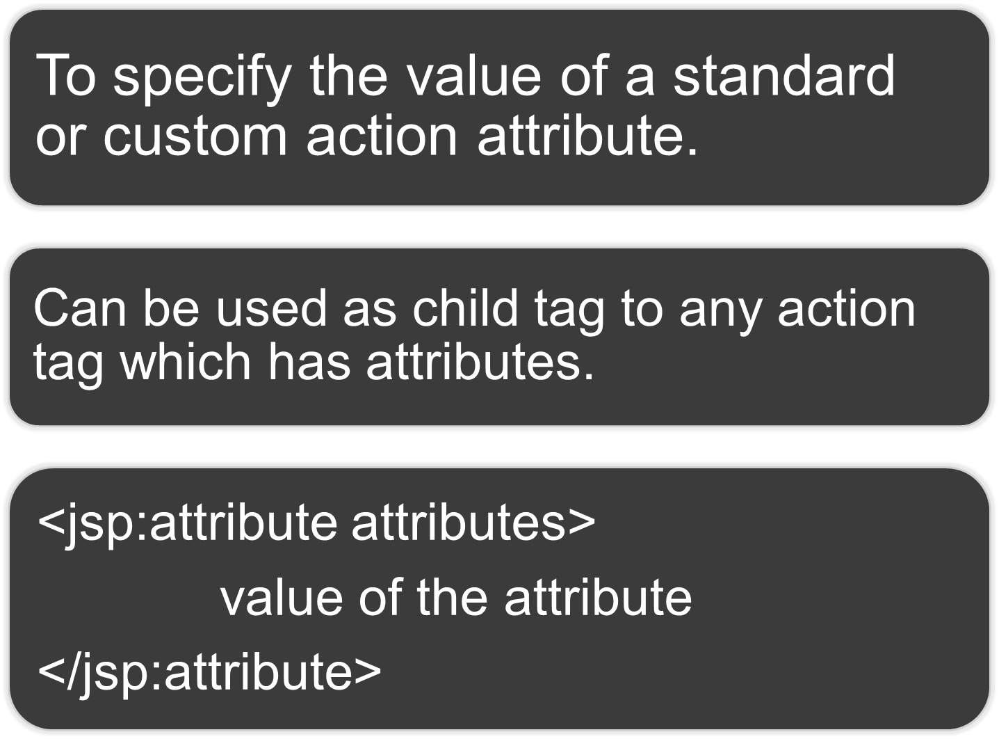 To specify the value of a standard
or custom action attribute.
Can be used as child tag to any action
tag which has attributes.
<jsp:attribute attributes>
value of the attribute
</jsp:attribute>